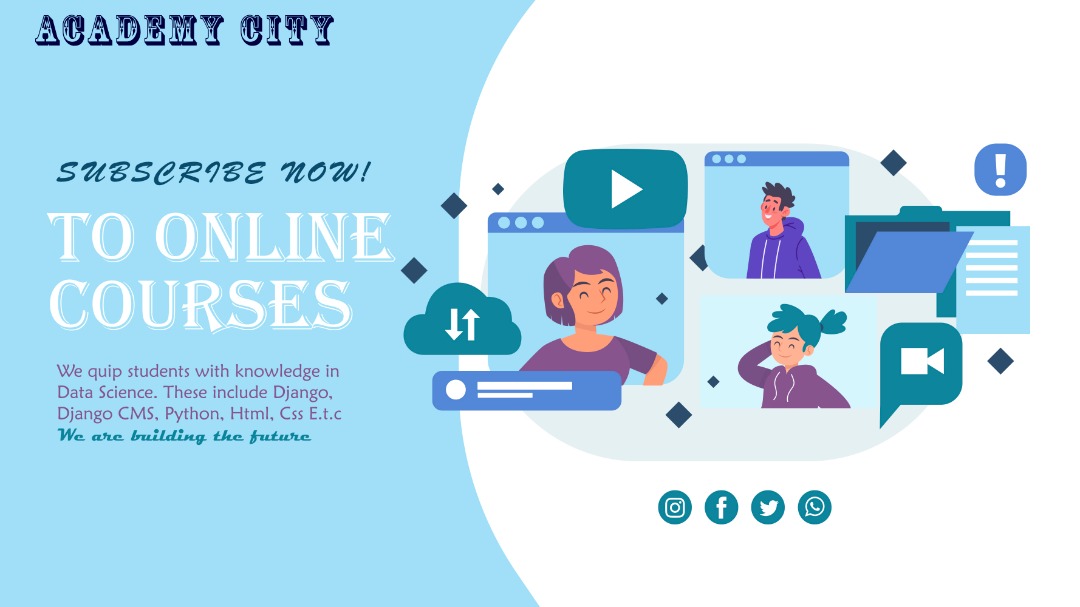 ACADEMY CITY
SUBSCRIBE NOW!
TO ONLINE
COURSES
We quip students with knowledge in
Data Science. These include Django,
Django CMS, Python, Html, Css E.t.c
We are building the future